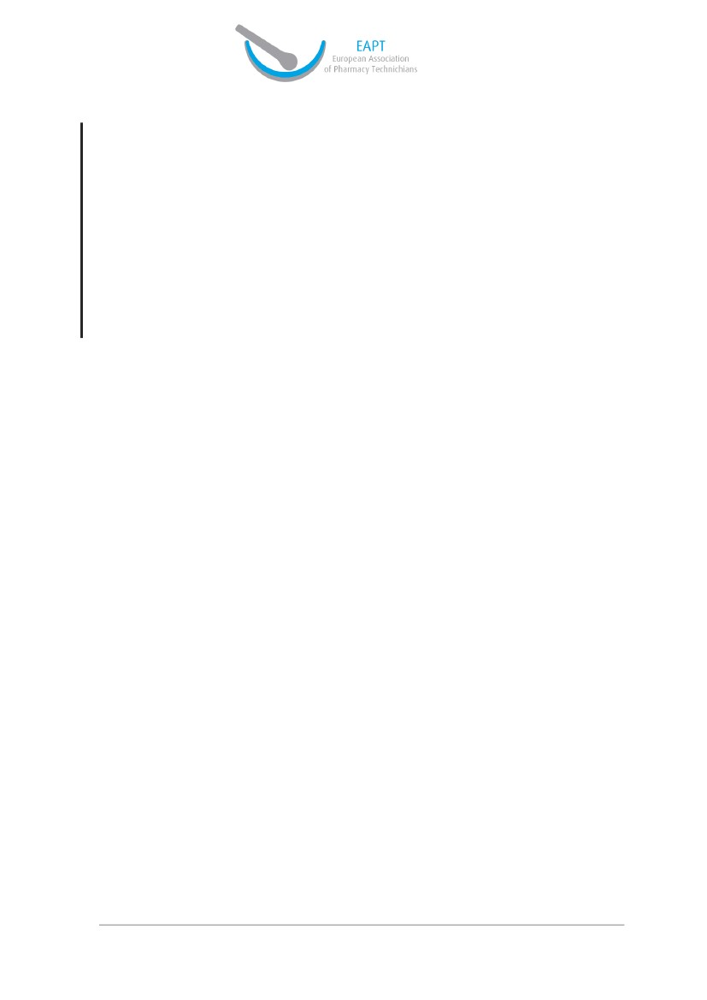 EAPT
European Association
of Pharmacy Technichians